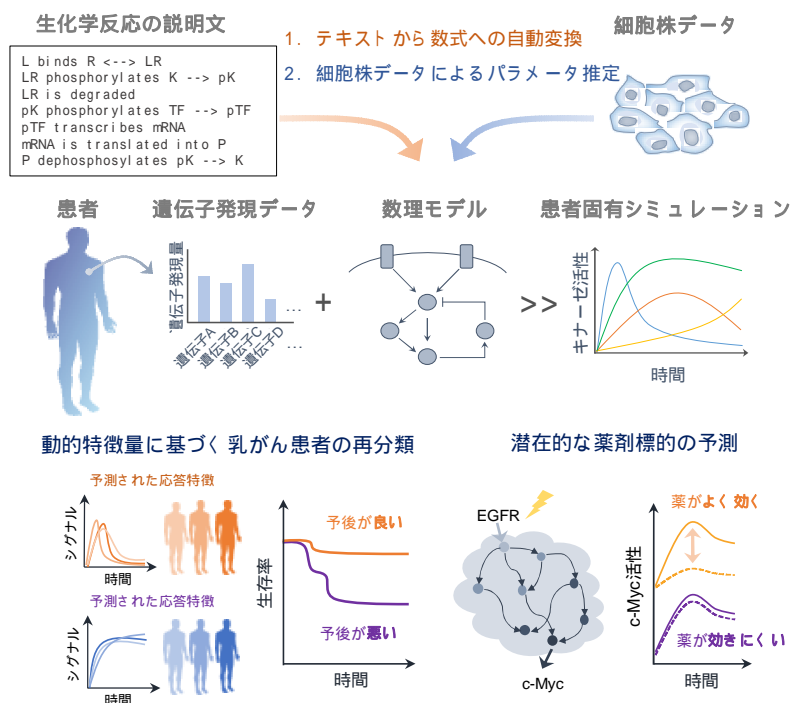 生化学反応の説明文
L binds R <--> LR
LR phosphorylates K --> pK
LR is degraded
pK phosphorylates TF --> pTF
pTF transcribes mRNA
mRNA is translated into P
P dephosphosylates pK --> K
1. テキストから数式への自動変換
2. 細胞株データによるパラメータ推定
細胞株データ
患者
遺伝子発現データ
数理モデル
患者固有シミュレーション
遺伝子発現量
遺伝子A
遺伝子B
遺伝子C
遺伝子D
...
...
+
>>
キナーゼ活性
時間
動的特徴量に基づく乳がん患者の再分類
予測された応答特徴
シグナル
時間
予測された応答特徴
シグナル
時間
生存率
予後が良い
予後が悪い
時間
潜在的な薬剤標的の予測
EGFR
c-Myc
c-Myc活性
薬がよく効く
薬が効きにくい
時間